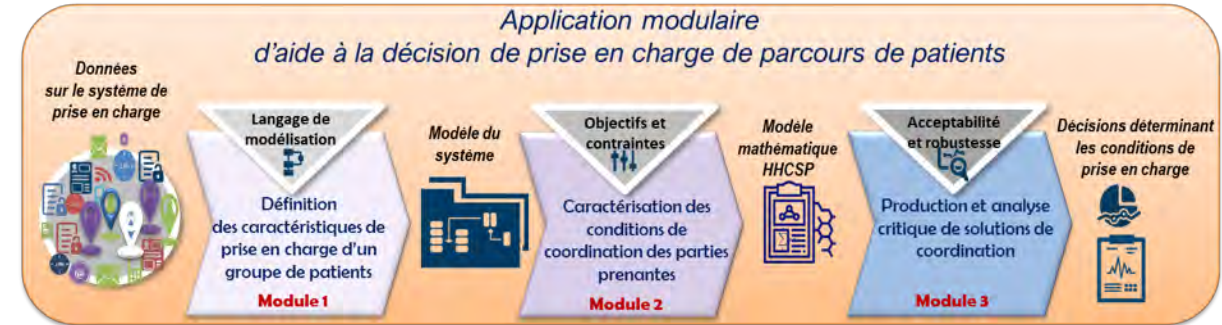 Application modulaire
d'aide à la décision de prise en charge de parcours de patients
Données
sur le système de
prise en charge
Langage de
modélisation
Définition
des caractéristiques de
prise en charge d'un
groupe de patients
Module 1
Modèle du
système
Objectifs et
contraintes
Caractérisation des
conditions de
coordination des parties
prenantes
Module 2
Modèle
mathématique
HHCSP
Acceptabilité
et robustesse
Production et analyse
critique de solutions de
coordination
Module 3
Décisions déterminant
les conditions de
prise en charge